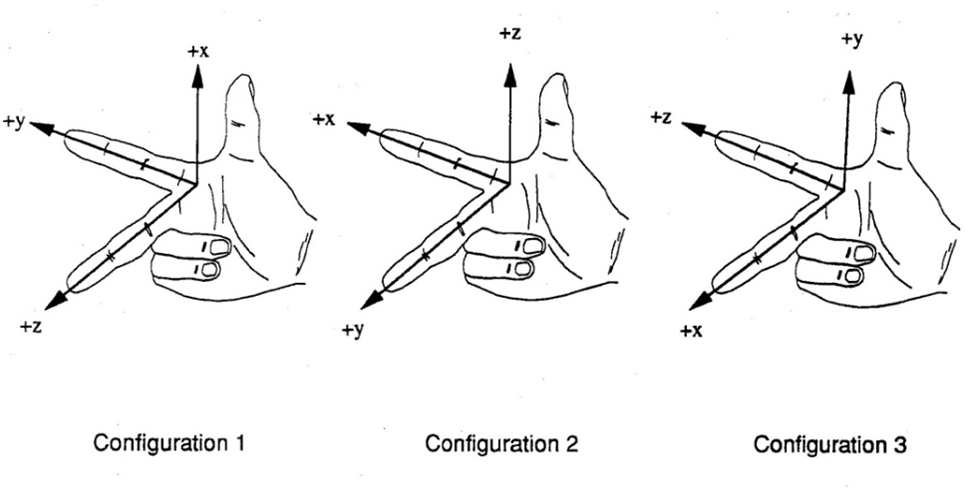 +x
+y
+z
Configuration 1
+z
+x
+y
Configuration 2
+y
+z
+x
Configuration 3